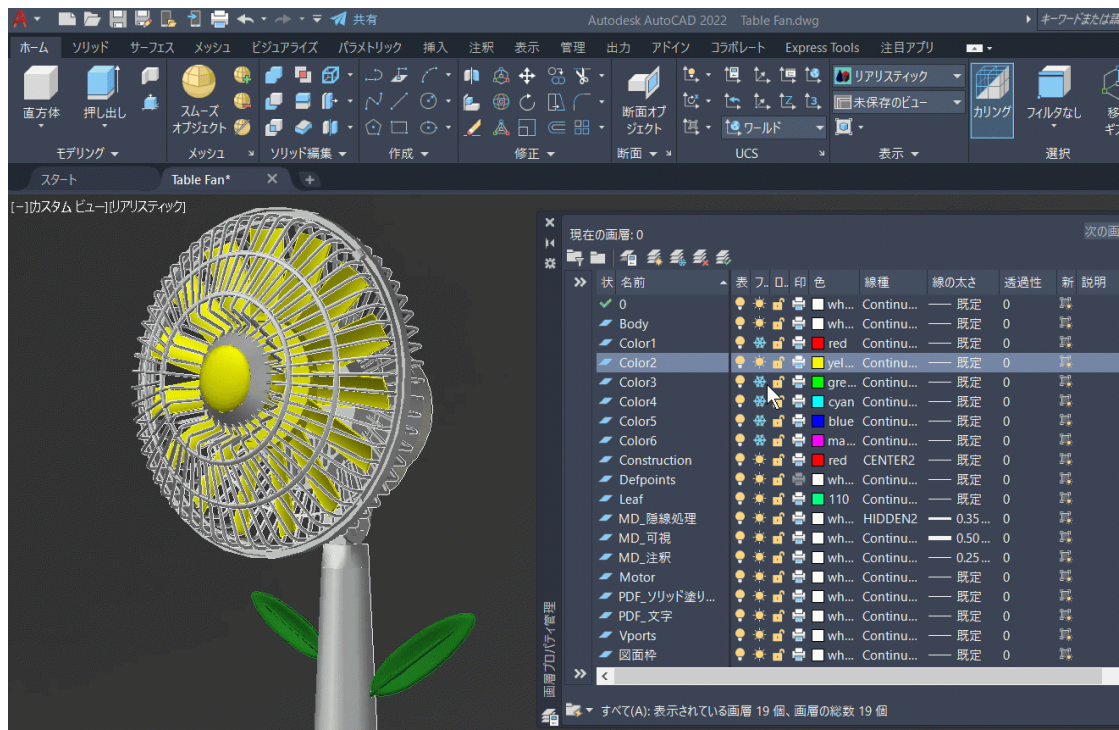 共有
Autodesk AutoCAD 2022 Table Fan.dwg
キーワードまたは語
ホーム ソリッド サーフェス メッシュ ビジュアライズ パラメトリック 挿入 注釈 表示 管理 出力 アドイン コラボレート Express Tools 注目アプリ
直方体 押し出し スムーズ オブジェクト 断面オブジェクト リアリスティック 未保存のビュー ワールド カリング フィルタなし 移
モデリング メッシュ ソリッド編集 作成 修正 断面 UCS 表示 選択
スタート Table Fan*
[−][カスタム ビュー][リアリスティック]
現在の画層: 0
次の画
状 名前 表 フ.. ロ.. 印 色 線種 線の太さ 透過性 新 説明
0 wh... Continu... 既定 0
Body wh... Continu... 既定 0
Color1 red Continu... 既定 0
Color2 yel... Continu... 既定 0
Color3 gre... Continu... 既定 0
Color4 cyan Continu... 既定 0
Color5 blue Continu... 既定 0
Color6 ma... Continu... 既定 0
Construction red CENTER2 既定 0
Defpoints wh... Continu... 既定 0
Leaf 110 Continu... 既定 0
MD_隠線処理 wh... HIDDEN2 0.35... 0
MD_可視 wh... Continu... 0.50... 0
MD_注釈 wh... Continu... 0.25... 0
Motor wh... Continu... 既定 0
PDF_ソリッド塗り... wh... Continu... 既定 0
PDF_文字 wh... Continu... 既定 0
Vports wh... Continu... 既定 0
図面枠 wh... Continu... 既定 0
画層プロパティ管理
すべて(A): 表示されている画層 19 個、画層の総数 19 個